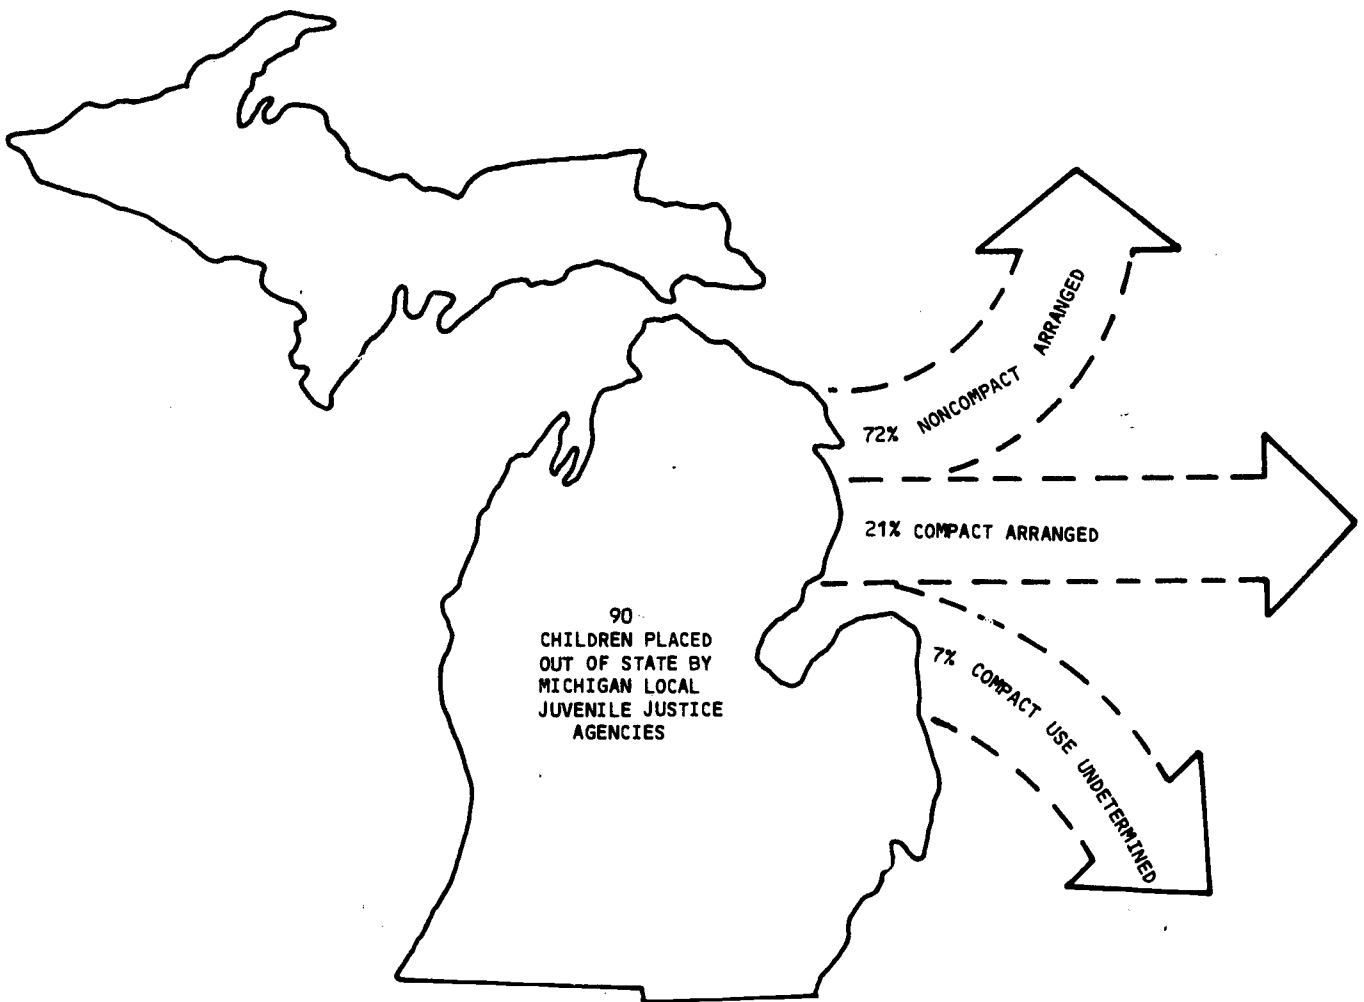 72% NONCOMPACT ARRANGED
21% COMPACT ARRANGED
90
CHILDREN PLACED
OUT OF STATE BY
MICHIGAN LOCAL
JUVENILE JUSTICE
AGENCIES
7% COMPACT USE UNDETERMINED